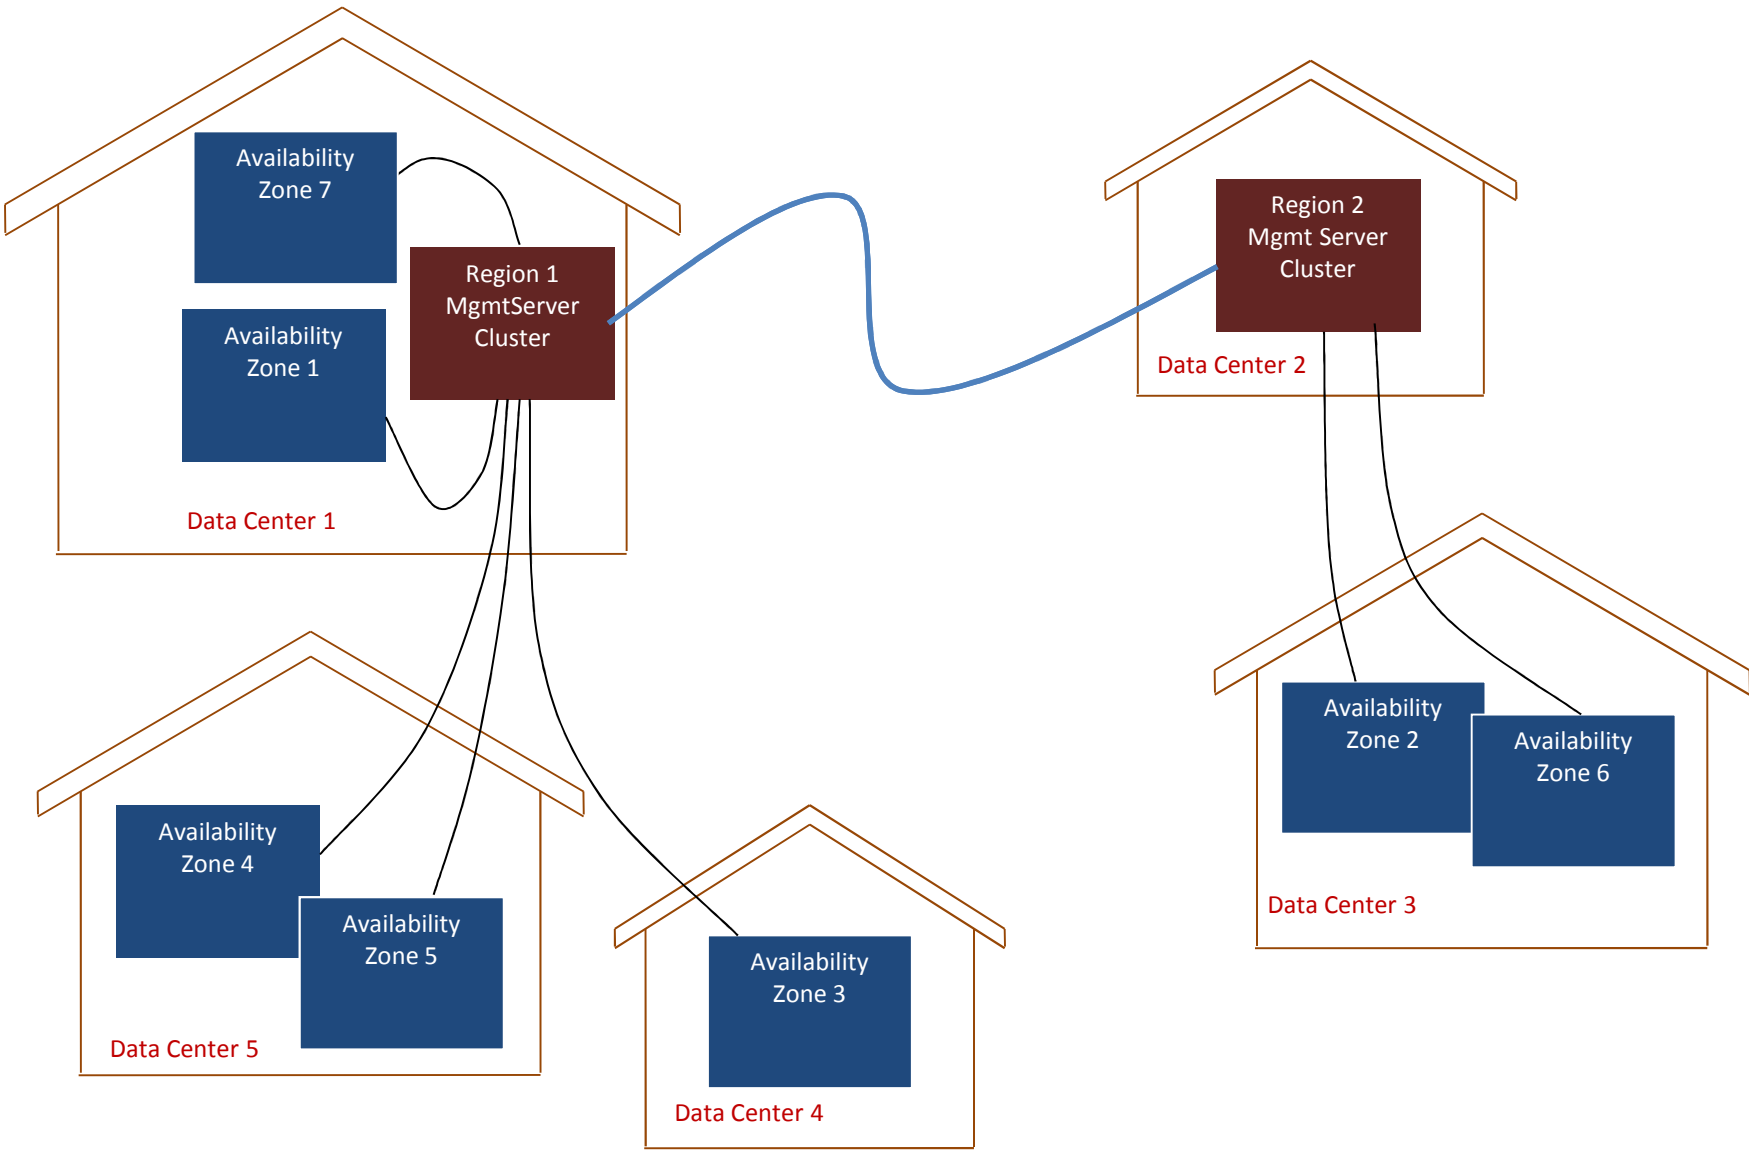 Availability
Zone 7
Region 1
MgmtServer
Cluster
Availability
Zone 1
Data Center 1
Region 2
Mgmt Server
Cluster
Data Center 2
Availability
Zone 2
Availability
Zone 6
Data Center 3
Availability
Zone 4
Availability
Zone 5
Data Center 5
Availability
Zone 3
Data Center 4